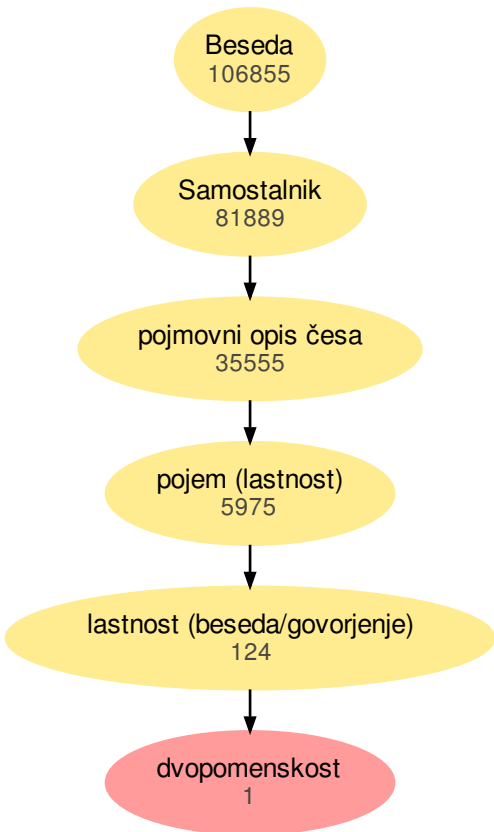 Beseda
106855
Samostalnik
81889
pojmovni opis česa
35555
pojem (lastnost)
5975
lastnost (beseda/govorjenje)
124
dvopomenskost
1